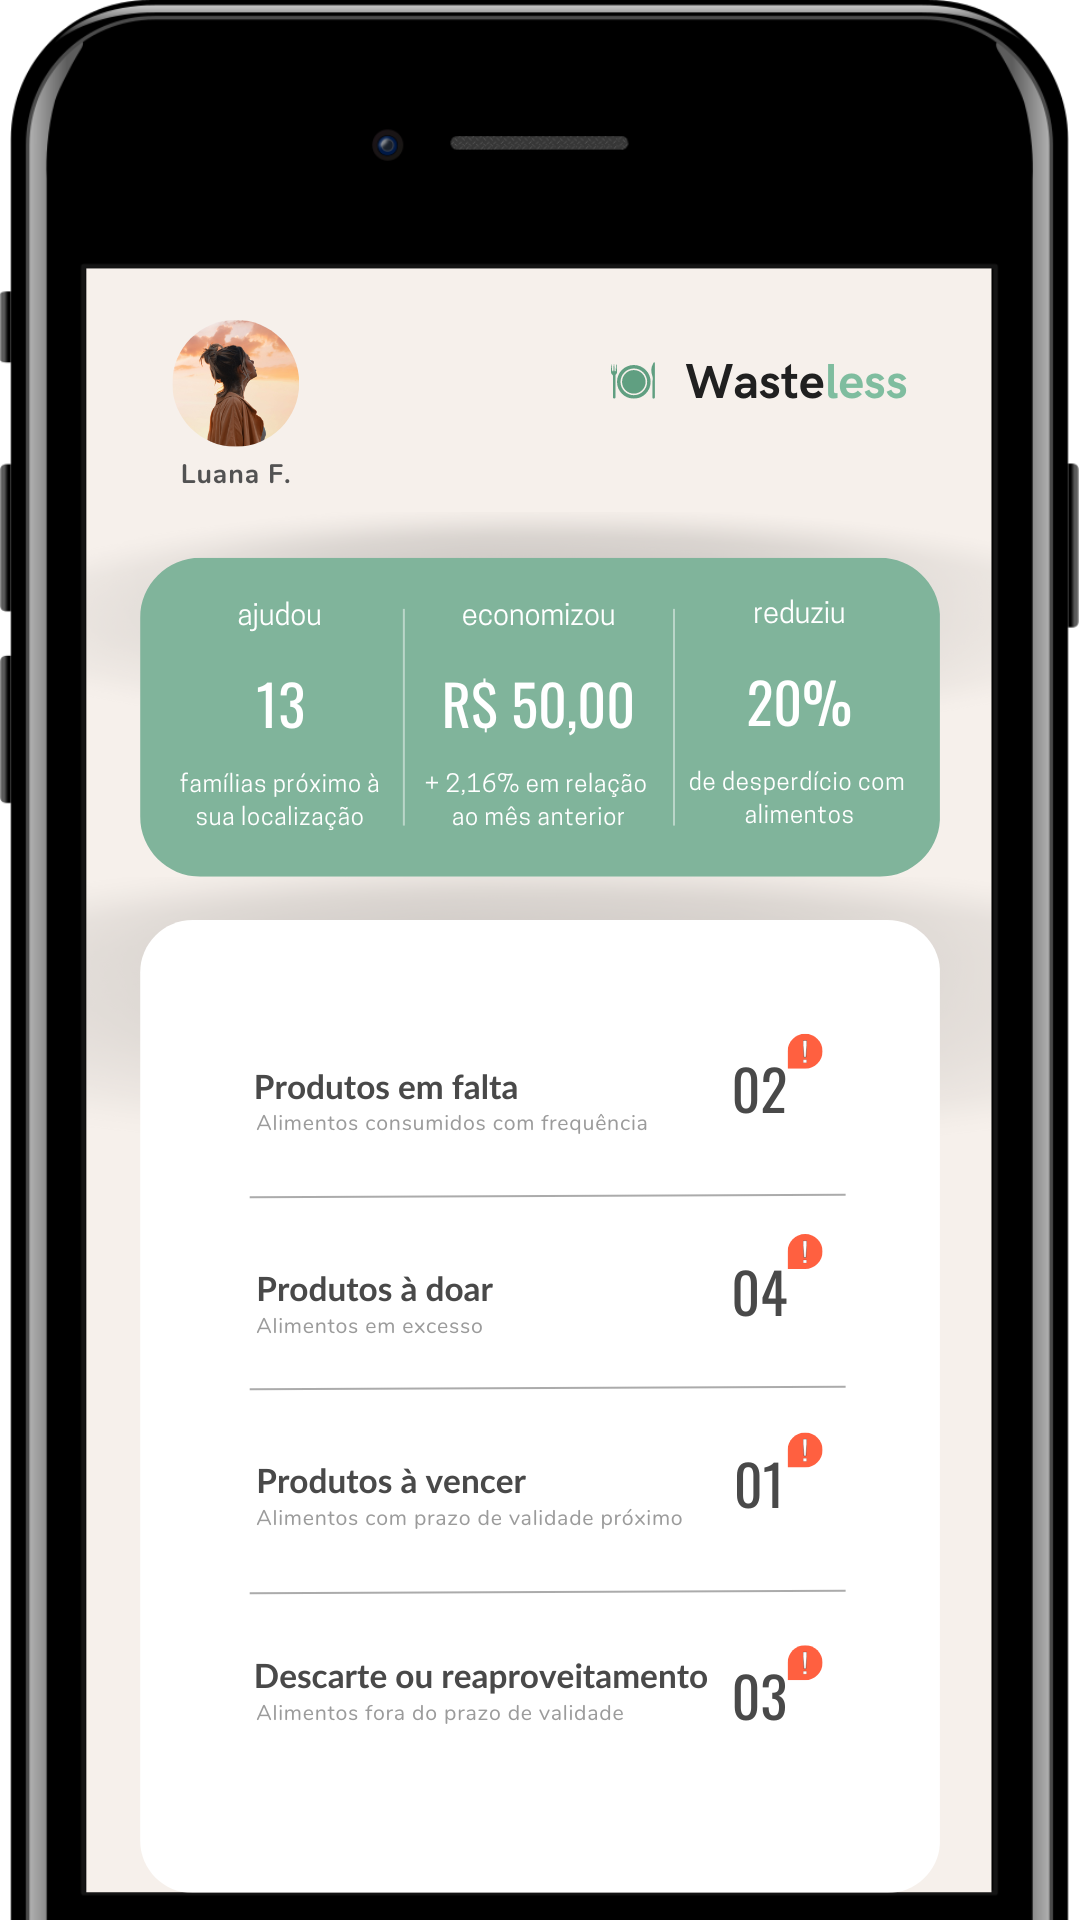 Wasteless
Luana F.
ajudou
13
famílias próximo à
sua localização
economizou
R$ 50,00
+ 2,16% em relação
ao mês anterior
reduziu
20%
de desperdício com
alimentos
Produtos em falta
Alimentos consumidos com frequência
02
!
Produtos à doar
Alimentos em excesso
04
!
Produtos à vencer
Alimentos com prazo de validade próximo
01
!
Descarte ou reaproveitamento
Alimentos fora do prazo de validade
03
!